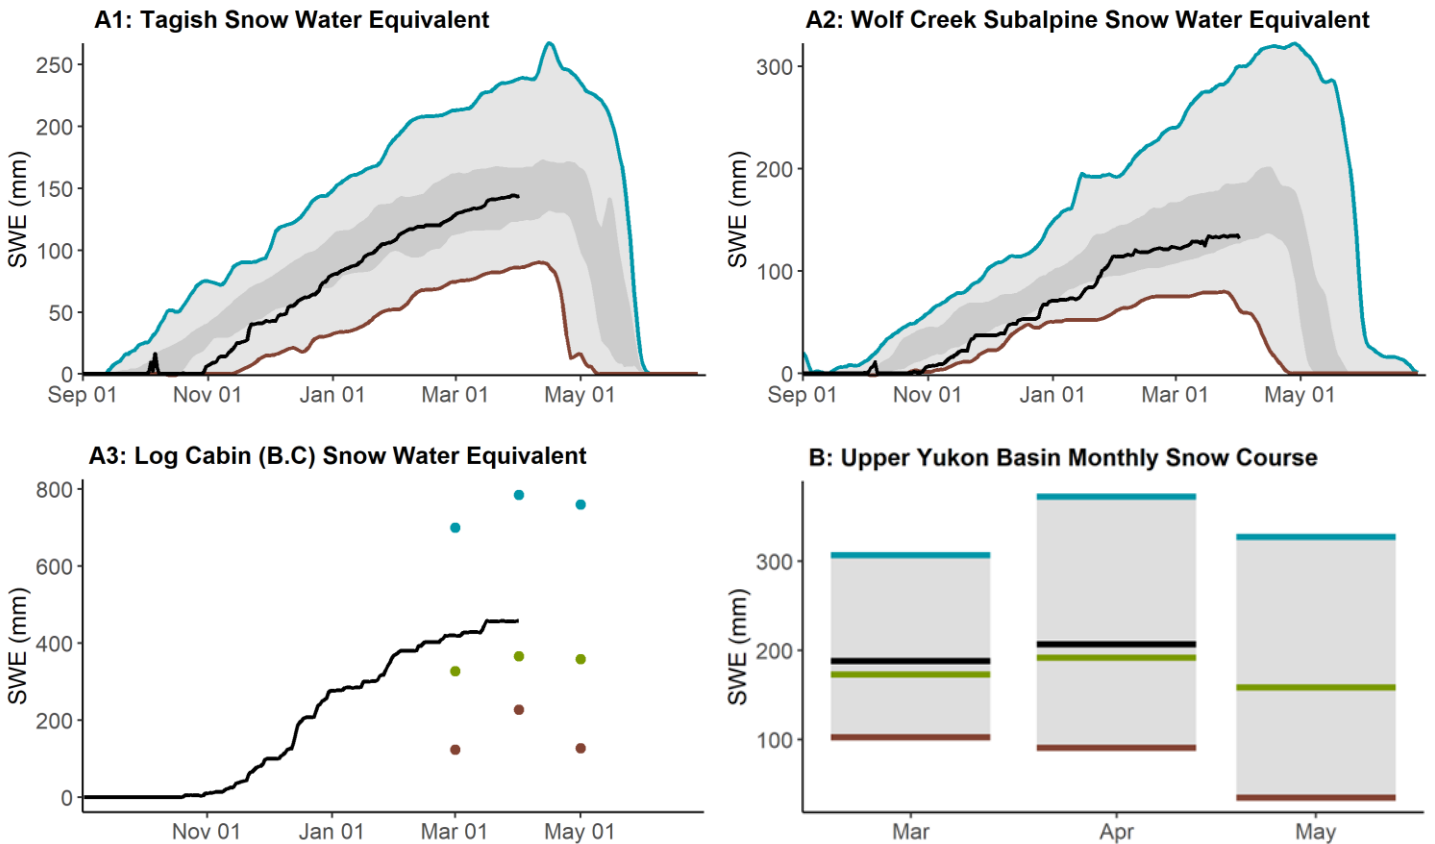 A1: Tagish Snow Water Equivalent
SWE (mm)
250
200
150
100
50
0
Sep 01 Nov 01 Jan 01 Mar 01 May 01
A2: Wolf Creek Subalpine Snow Water Equivalent
SWE (mm)
300
200
100
0
Sep 01 Nov 01 Jan 01 Mar 01 May 01
A3: Log Cabin (B.C) Snow Water Equivalent
SWE (mm)
800
600
400
200
0
Nov 01 Jan 01 Mar 01 May 01
B: Upper Yukon Basin Monthly Snow Course
SWE (mm)
300
200
100
Mar Apr May